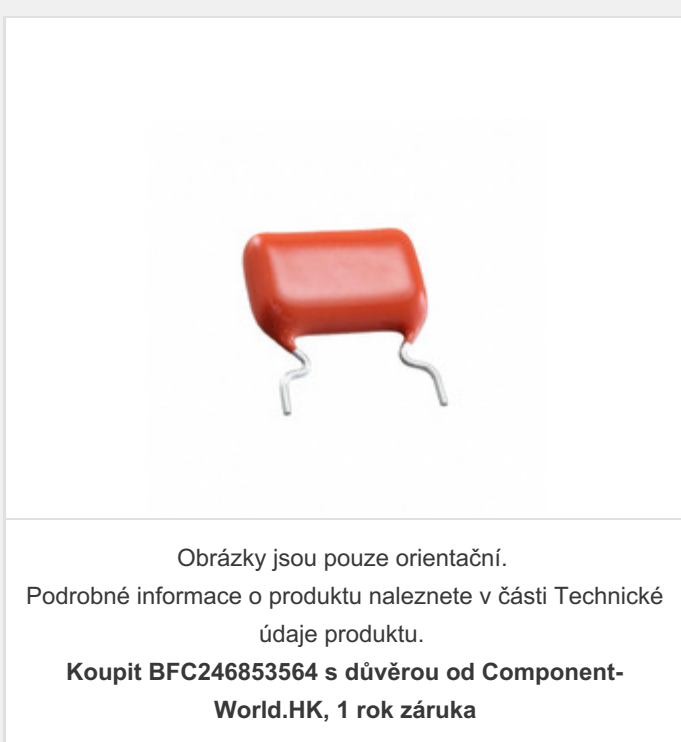 Obrázky jsou pouze orientační.
Podrobné informace o produktu naleznete v části Technické
údaje produktu.
Koupit BFC246853564 s důvěrou od Component-
World.HK, 1 rok záruka